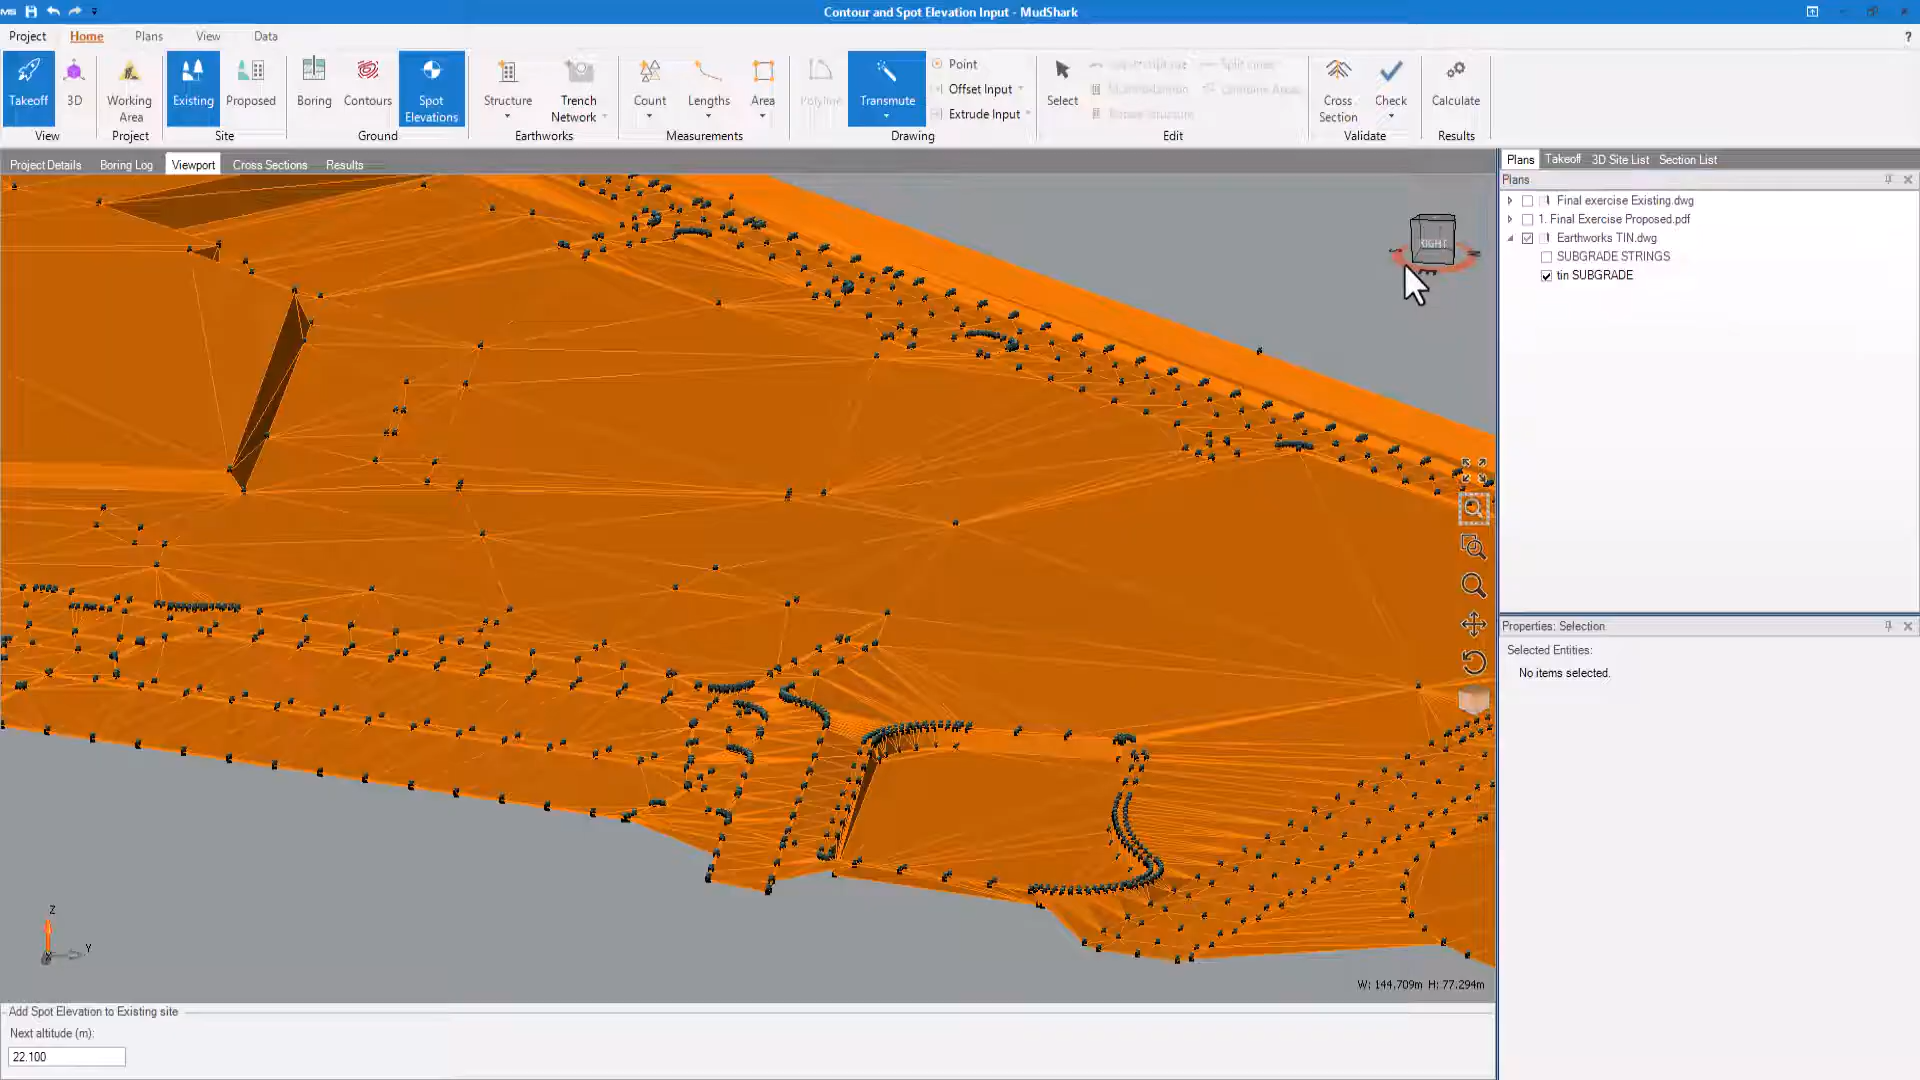 MS
Contour and Spot Elevation Input - MudShark
Project
Home
Plans
View
Data
?
Takeoff
3D
View
Working Area
Project
Existing
Proposed
Site
Boring
Contours
Spot Elevations
Ground
Structure
Trench Network
Earthworks
Count
Lengths
Area
Measurements
Polyline
Transmute
Point
Offset Input
Extrude Input
Drawing
Select
Split Lines
Combine Areas
Rotate Structure
Edit
Cross Section
Check
Validate
Calculate
Results
Project Details
Boring Log
Viewport
Cross Sections
Results
Plans
Takeoff
3D Site List
Section List
Plans
Final exercise Existing.dwg
1. Final Exercise Proposed.pdf
Earthworks TIN.dwg
SUBGRADE STRINGS
tin SUBGRADE
RIGHT
Properties: Selection
Selected Entities:
No items selected.
Z
Y
W: 144.709m H: 77.294m
Add Spot Elevation to Existing site
Next altitude (m):
22.100